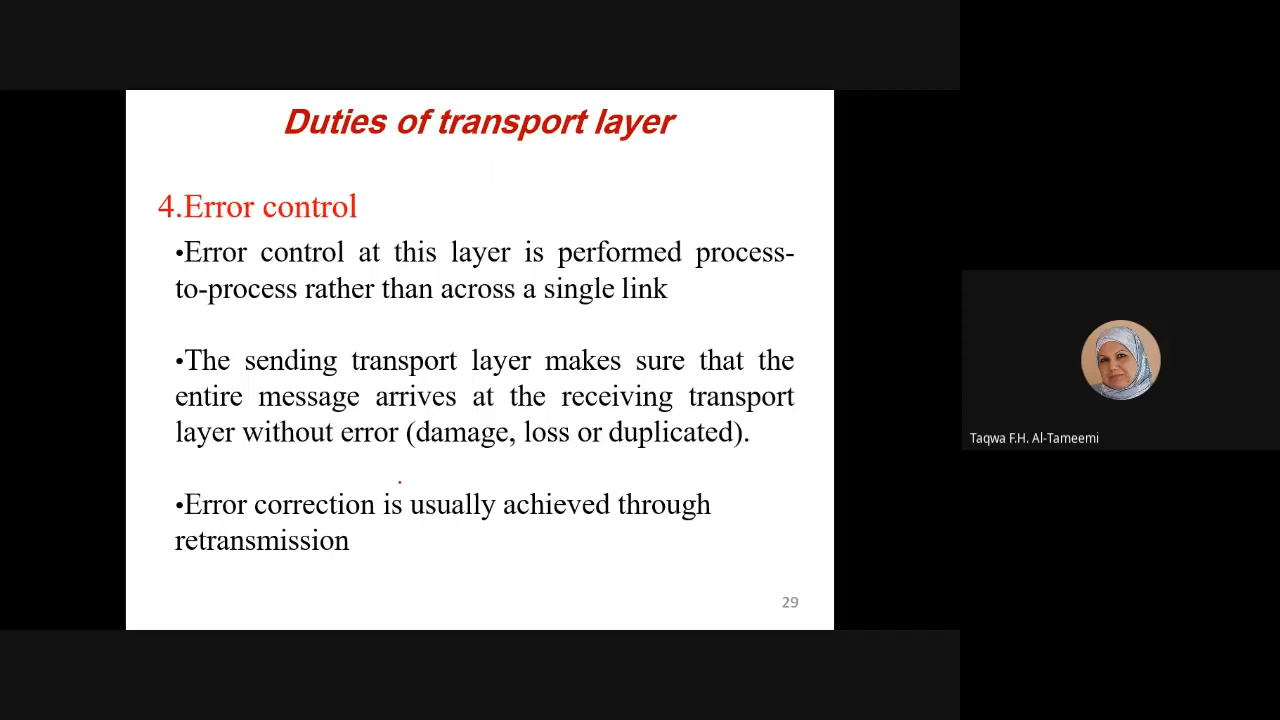 Duties of transport layer
4.Error control
•Error control at this layer is performed process-
to-process rather than across a single link
•The sending transport layer makes sure that the
entire message arrives at the receiving transport
layer without error (damage, loss or duplicated).
•Error correction is usually achieved through
retransmission
29
Taqwa F.H. Al-Tameemi